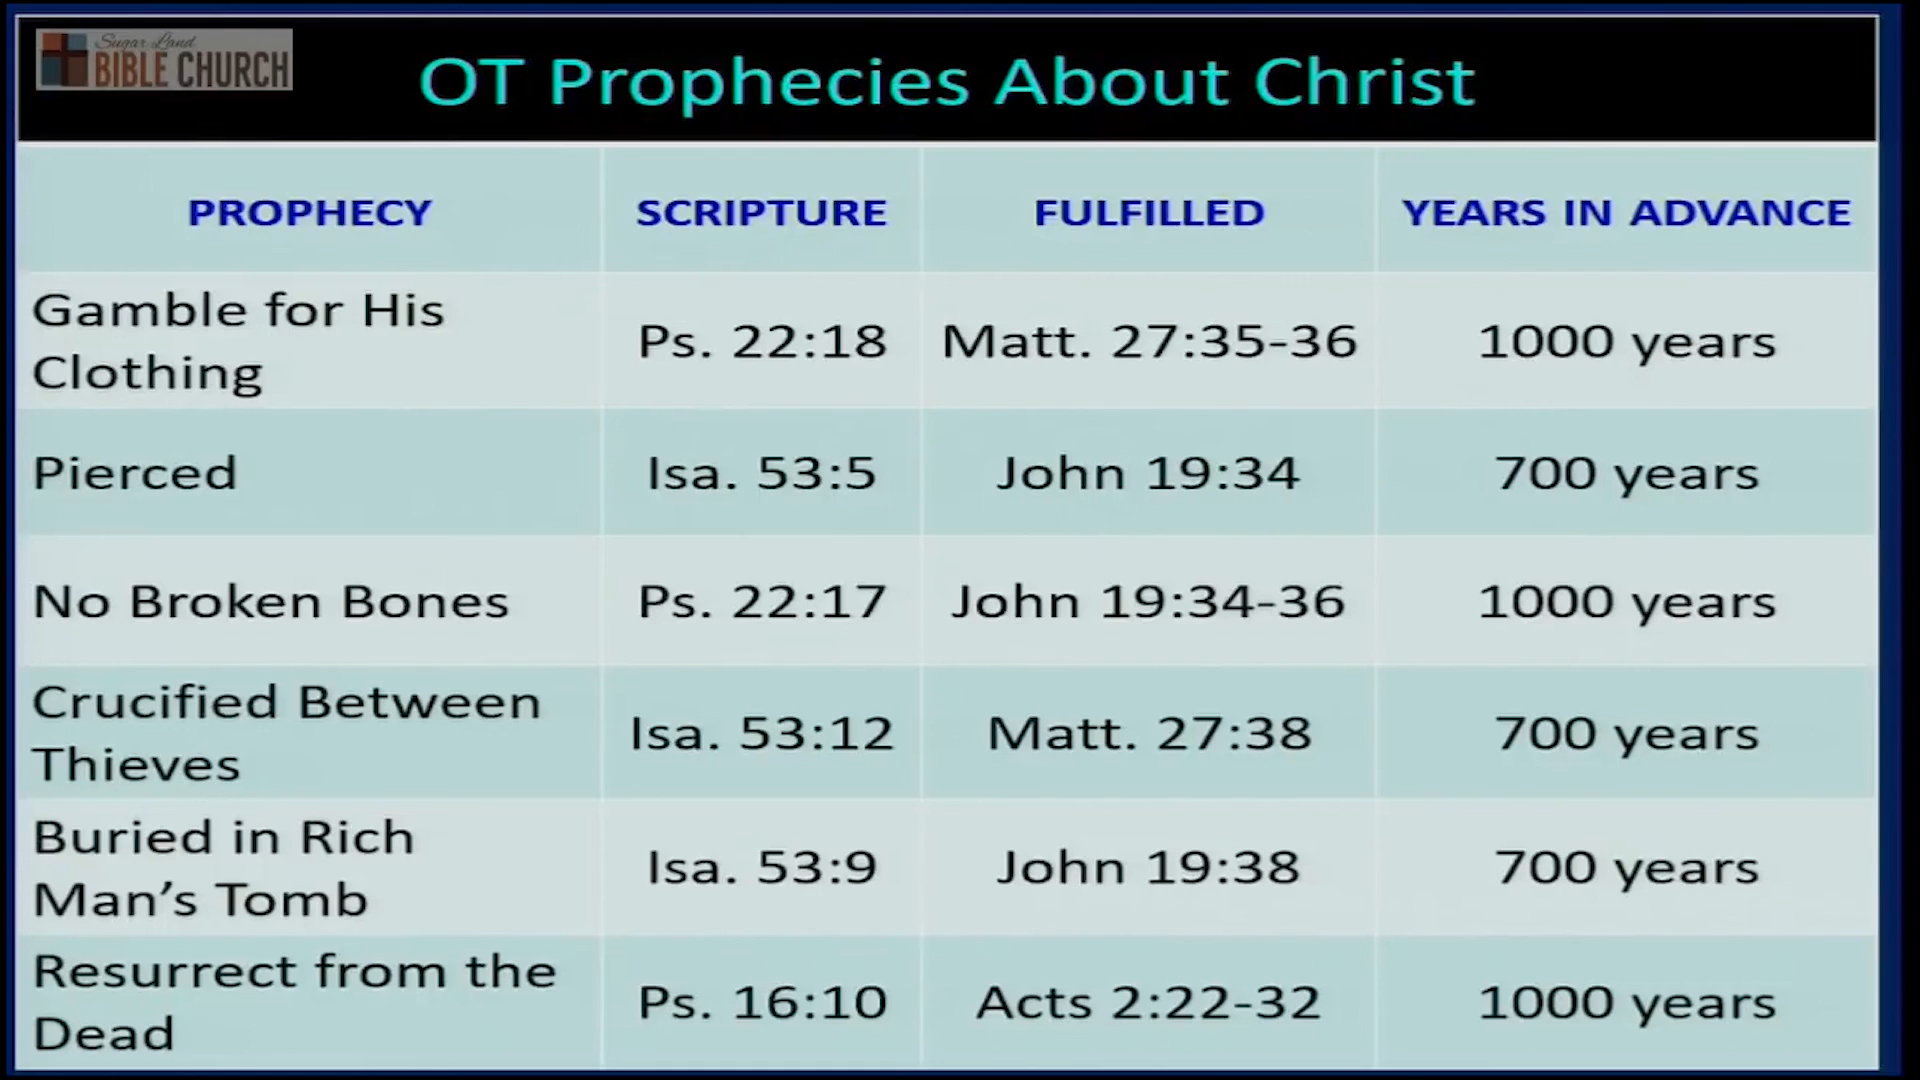 Sugar Land
BIBLE CHURCH
OT Prophecies About Christ
PROPHECY SCRIPTURE FULFILLED YEARS IN ADVANCE
Gamble for His
Clothing
Ps. 22:18 Matt. 27:35-36 1000 years
Pierced Isa. 53:5 John 19:34 700 years
No Broken Bones Ps. 22:17 John 19:34-36 1000 years
Crucified Between
Thieves
Isa. 53:12 Matt. 27:38 700 years
Buried in Rich
Man’s Tomb
Isa. 53:9 John 19:38 700 years
Resurrect from the
Dead
Ps. 16:10 Acts 2:22-32 1000 years